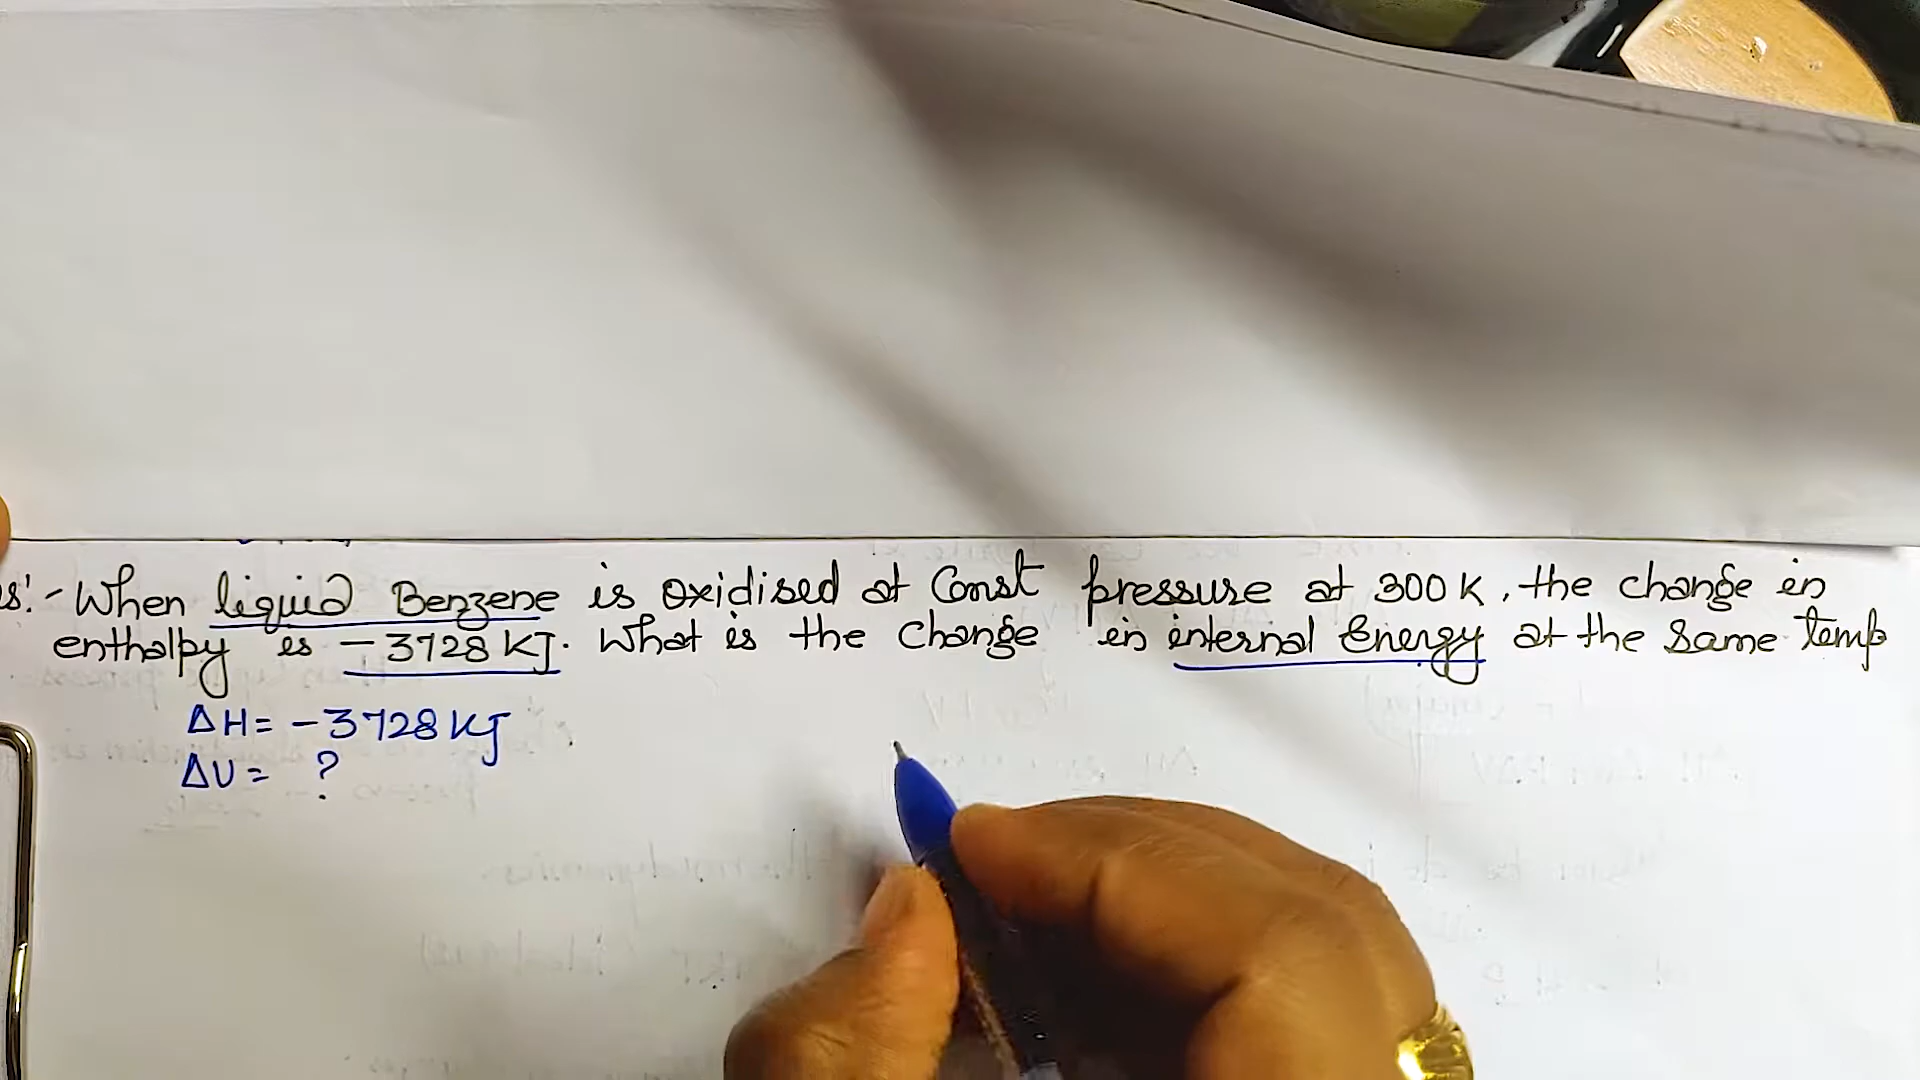 s:- When liquid Benzene is oxidised at Const pressure at 300 K, the change in
enthalpy is -3728 KJ. What is the change in internal Energy at the same temp
ΔH = -3728 KJ
ΔU = ?